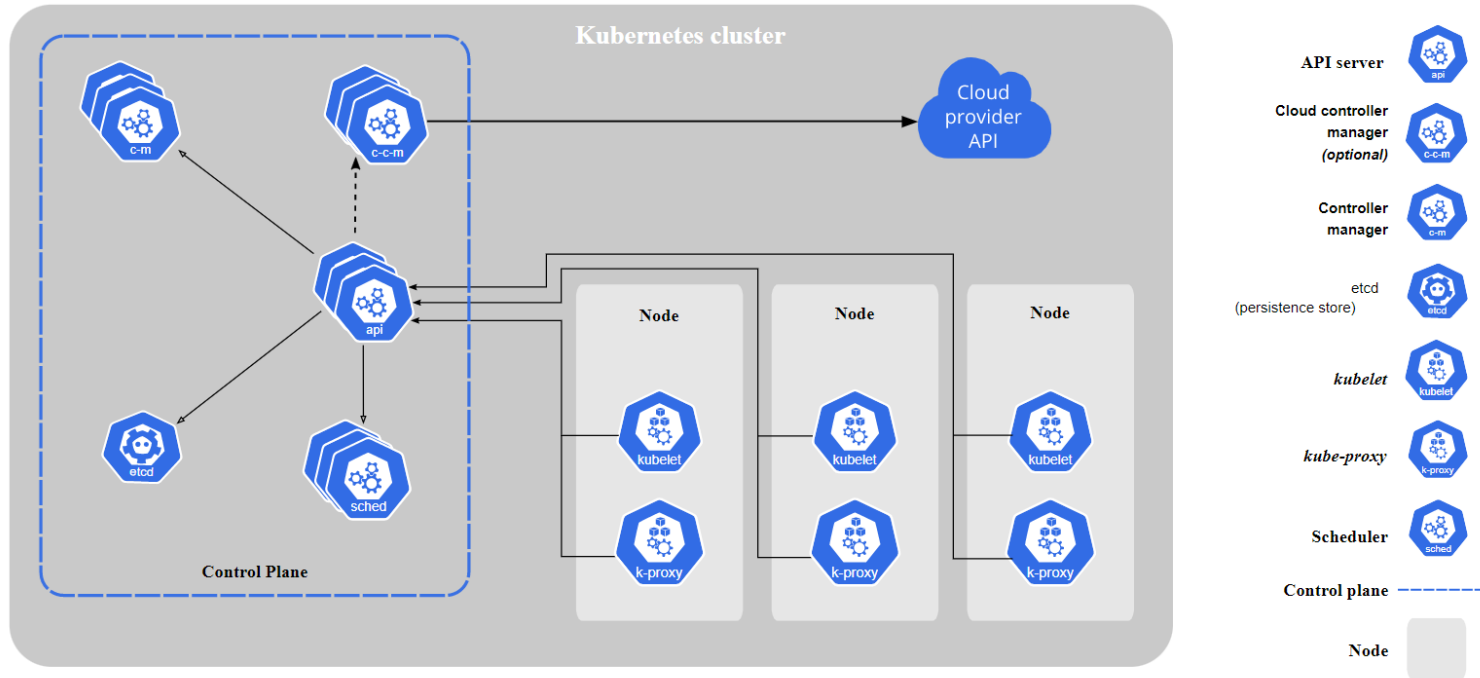 Kubernetes cluster
c-m
c-c-m
Cloud
provider
API
api
etcd
sched
Control Plane
Node
kubelet
k-proxy
Node
kubelet
k-proxy
Node
kubelet
k-proxy
API server
api
Cloud controller
manager
(optional)
c-c-m
Controller
manager
c-m
etcd
(persistence store)
etcd
kubelet
kubelet
kube-proxy
k-proxy
Scheduler
sched
Control plane
Node